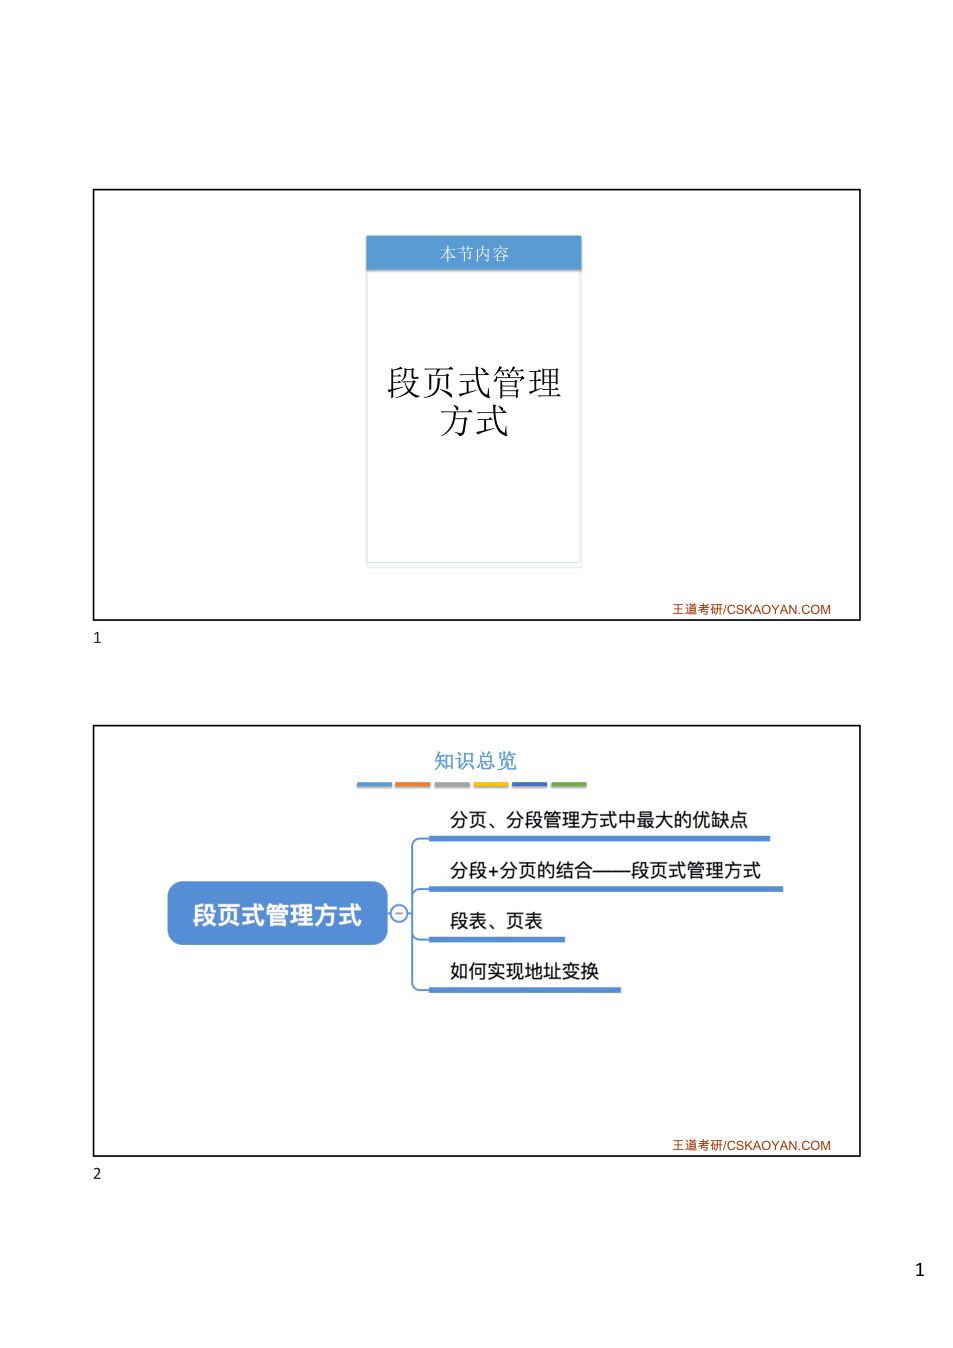 本节内容
段页式管理
方式
王道考研/CSKAOYAN.COM
1
知识总览
分页、分段管理方式中最大的优缺点
分段+分页的结合——段页式管理方式
段页式管理方式
段表、页表
如何实现地址变换
王道考研/CSKAOYAN.COM
2
1